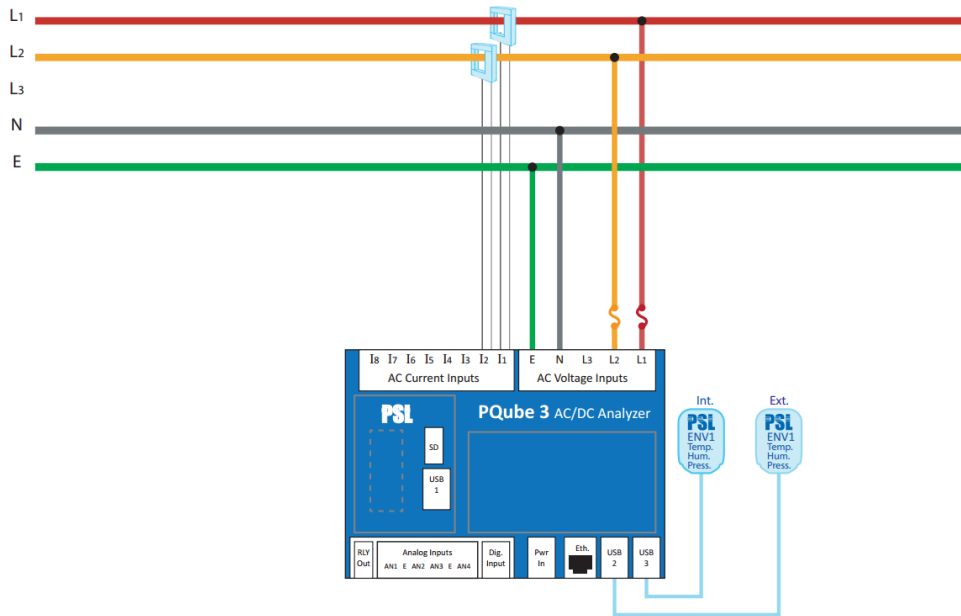 L1
L2
L3
N
E
I8 I7 I6 I5 I4 I3 I2 I1
AC Current Inputs
E N L3 L2 L1
AC Voltage Inputs
PSL
PQube 3 AC/DC Analyzer
SD
USB
1
RLY
Out
Analog Inputs
AN1 E AN2 AN3 E AN4
Dig.
Input
Pwr
In
Eth.
USB
2
USB
3
Int.
PSL
ENV1
Temp.
Hum.
Press.
Ext.
PSL
ENV1
Temp.
Hum.
Press.